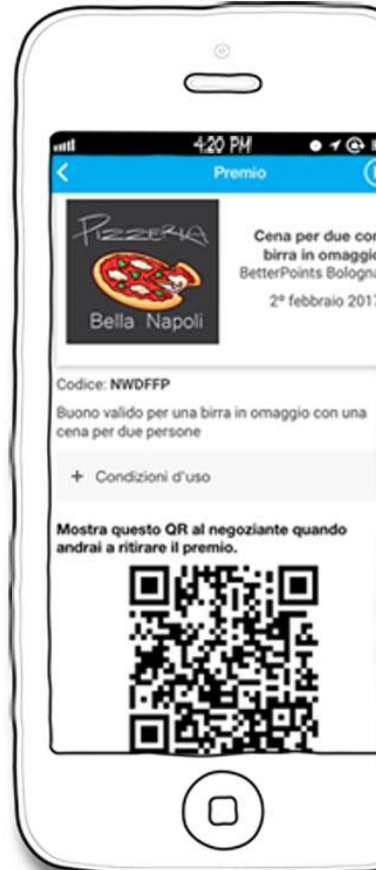 4:20 PM
Premio
PIZZERIA
Bella Napoli
Cena per due con
birra in omaggio
BetterPoints Bologna
2º febbraio 2017
Codice: NWDFFP
Buono valido per una birra in omaggio con una
cena per due persone
+ Condizioni d'uso
Mostra questo QR al negoziante quando
andrai a ritirare il premio.